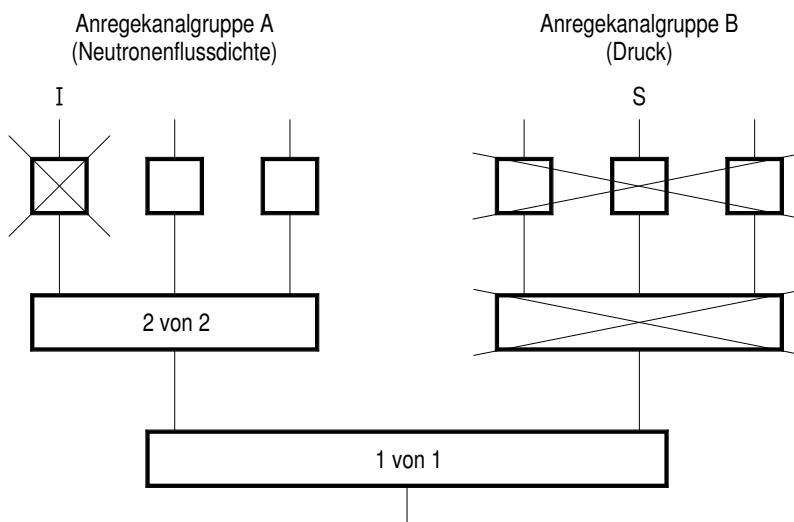 Anregekanalgruppe A
(Neutronenflussdichte)
Anregekanalgruppe B
(Druck)
I
S
2 von 2
1 von 1